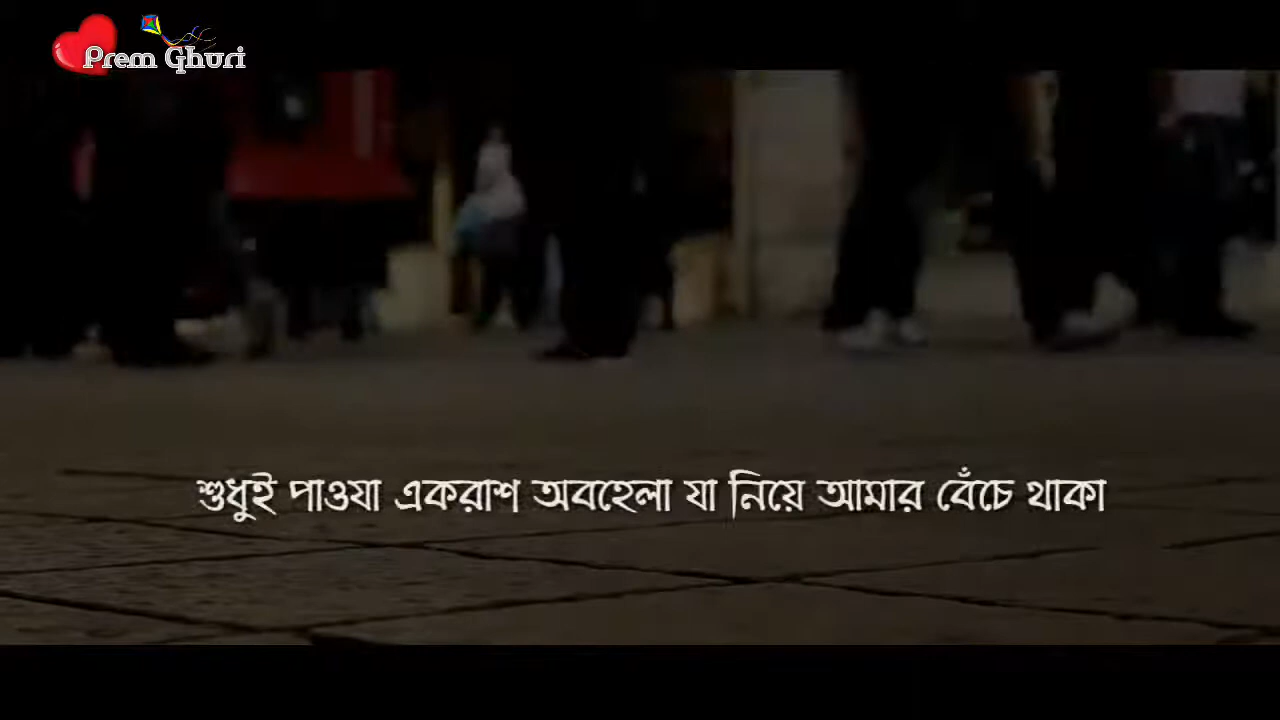 Prem Ghuri
শুধুই পাওযা একরাশ অবহেলা যা নিয়ে আমার বেঁচে থাকা